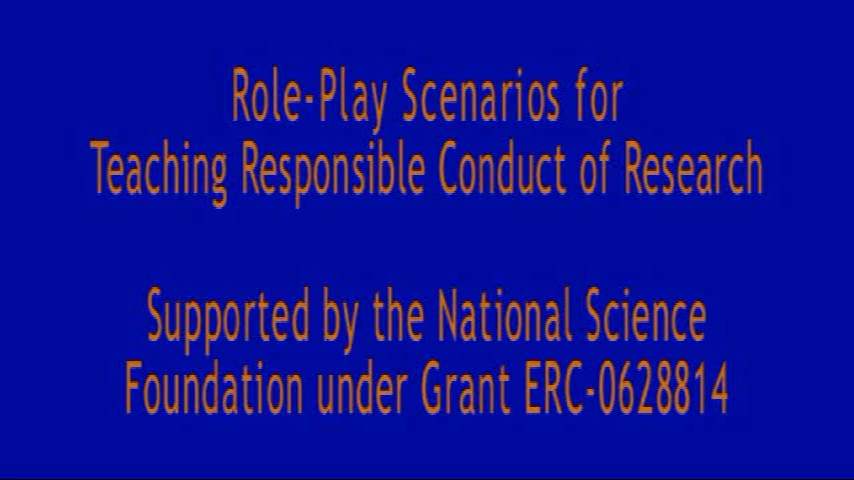 Role-Play Scenarios for
Teaching Responsible Conduct of Research
Supported by the National Science
Foundation under Grant ERC-0628814